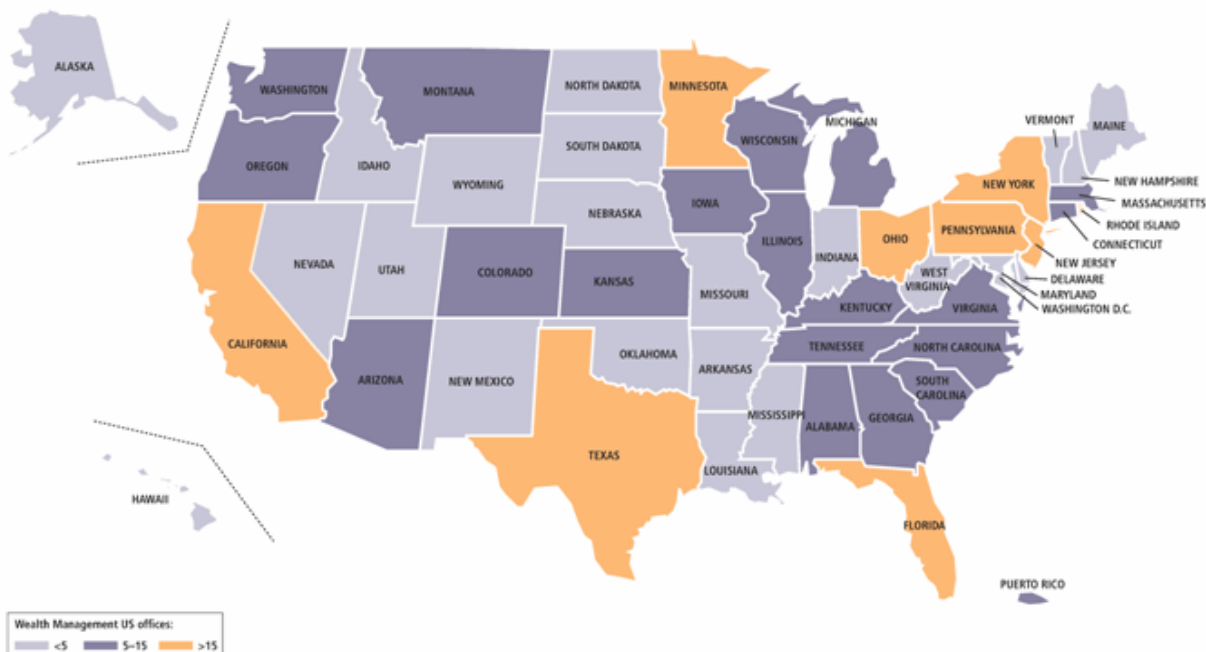 ALASKA
WASHINGTON
MONTANA
NORTH DAKOTA
MINNESOTA
MICHIGAN
VERMONT
MAINE
OREGON
IDAHO
SOUTH DAKOTA
WISCONSIN
NEW HAMPSHIRE
WYOMING
NEW YORK
MASSACHUSETTS
NEBRASKA
IOWA
RHODE ISLAND
PENNSYLVANIA
CONNECTICUT
ILLINOIS
OHIO
NEVADA
UTAH
COLORADO
KANSAS
INDIANA
NEW JERSEY
WEST
VIRGINIA
DELAWARE
MISSOURI
MARYLAND
KENTUCKY
VIRGINIA
WASHINGTON D.C.
CALIFORNIA
TENNESSEE
NORTH CAROLINA
OKLAHOMA
ARKANSAS
ARIZONA
NEW MEXICO
SOUTH
CAROLINA
MISSISSIPPI
ALABAMA
GEORGIA
TEXAS
LOUISIANA
HAWAII
FLORIDA
PUERTO RICO
Wealth Management US offices:
<5 5–15 >15